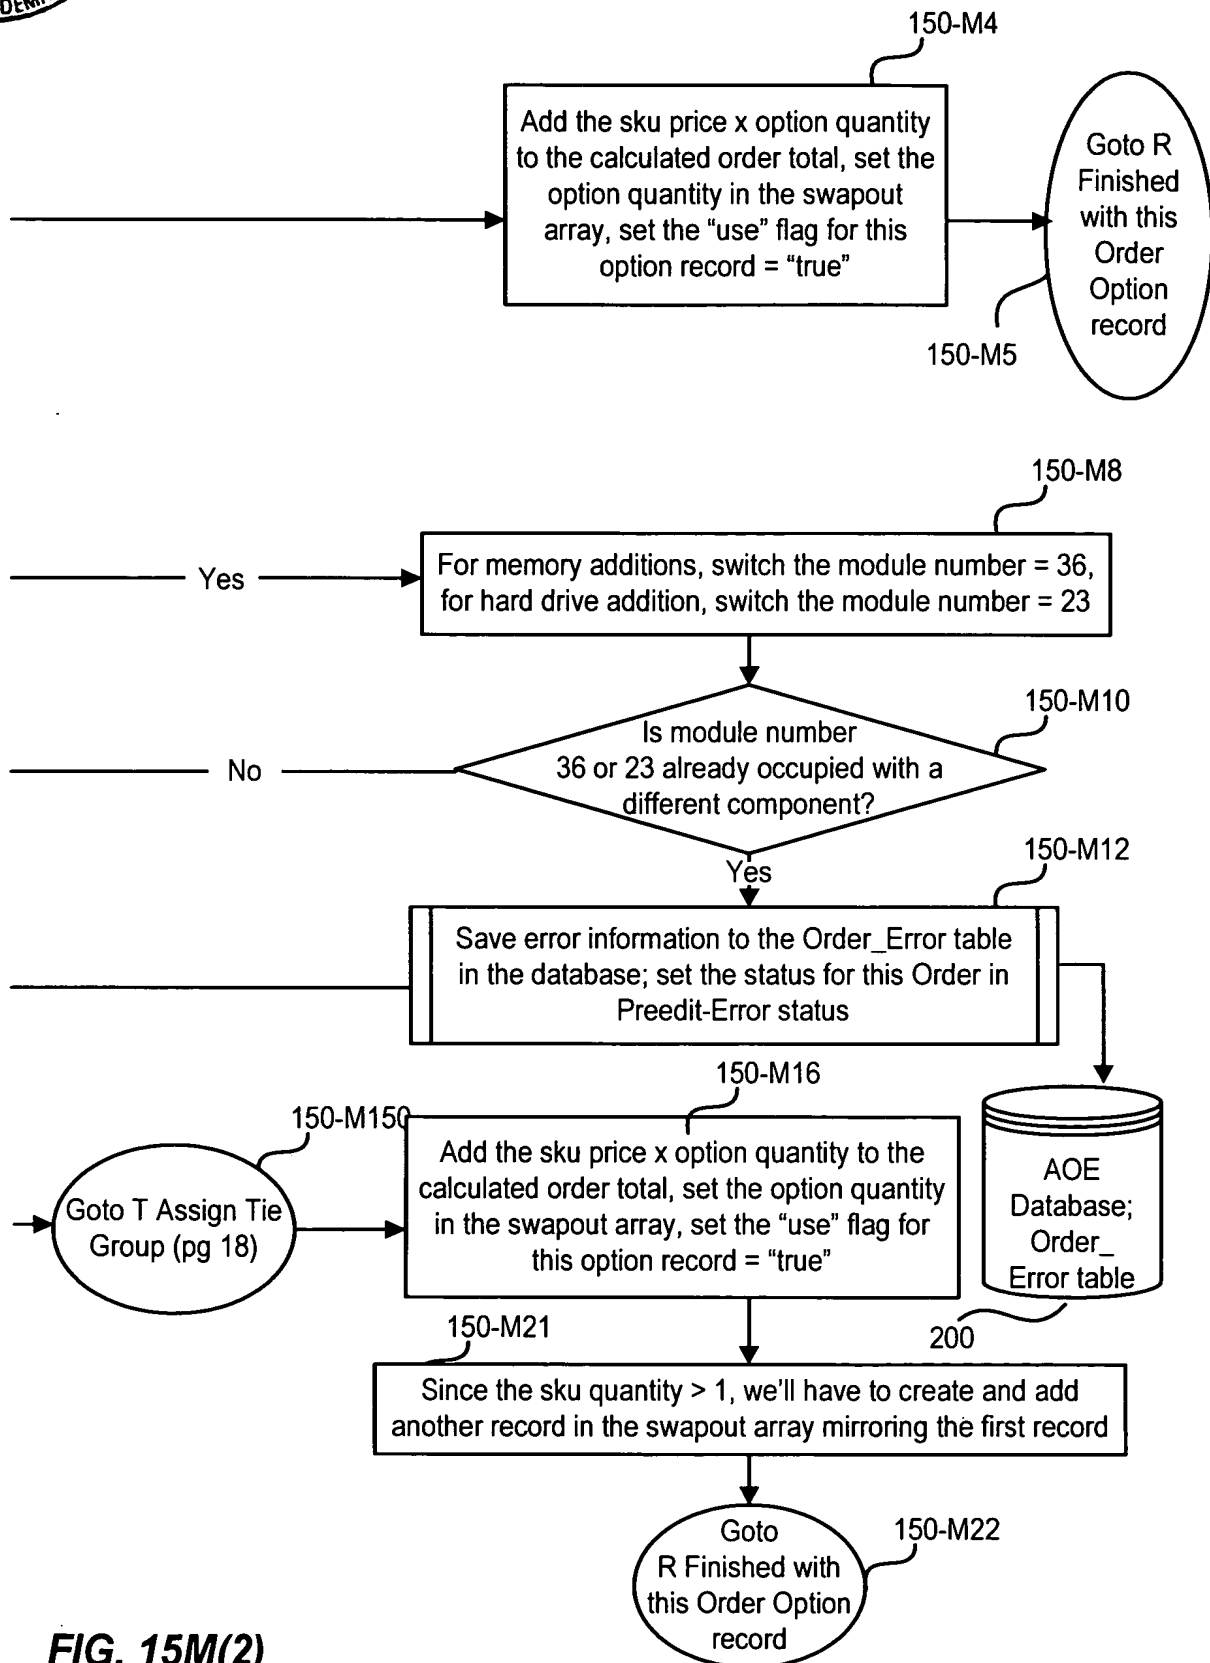 150-M4
Add the sku price x option quantity
to the calculated order total, set the
option quantity in the swapout
array, set the “use” flag for this
option record = “true”
Goto R
Finished
with this
Order
Option
record
150-M5
150-M8
Yes
For memory additions, switch the module number = 36,
for hard drive addition, switch the module number = 23
150-M10
Is module number
36 or 23 already occupied with a
different component?
No
Yes
150-M12
Save error information to the Order_Error table
in the database; set the status for this Order in
Preedit-Error status
150-M16
150-M150
Goto T Assign Tie
Group (pg 18)
Add the sku price x option quantity to the
calculated order total, set the option quantity
in the swapout array, set the “use” flag for
this option record = “true”
AOE
Database;
Order_
Error table
200
150-M21
Since the sku quantity > 1, we'll have to create and add
another record in the swapout array mirroring the first record
Goto
R Finished with
this Order Option
record
150-M22
FIG. 15M(2)